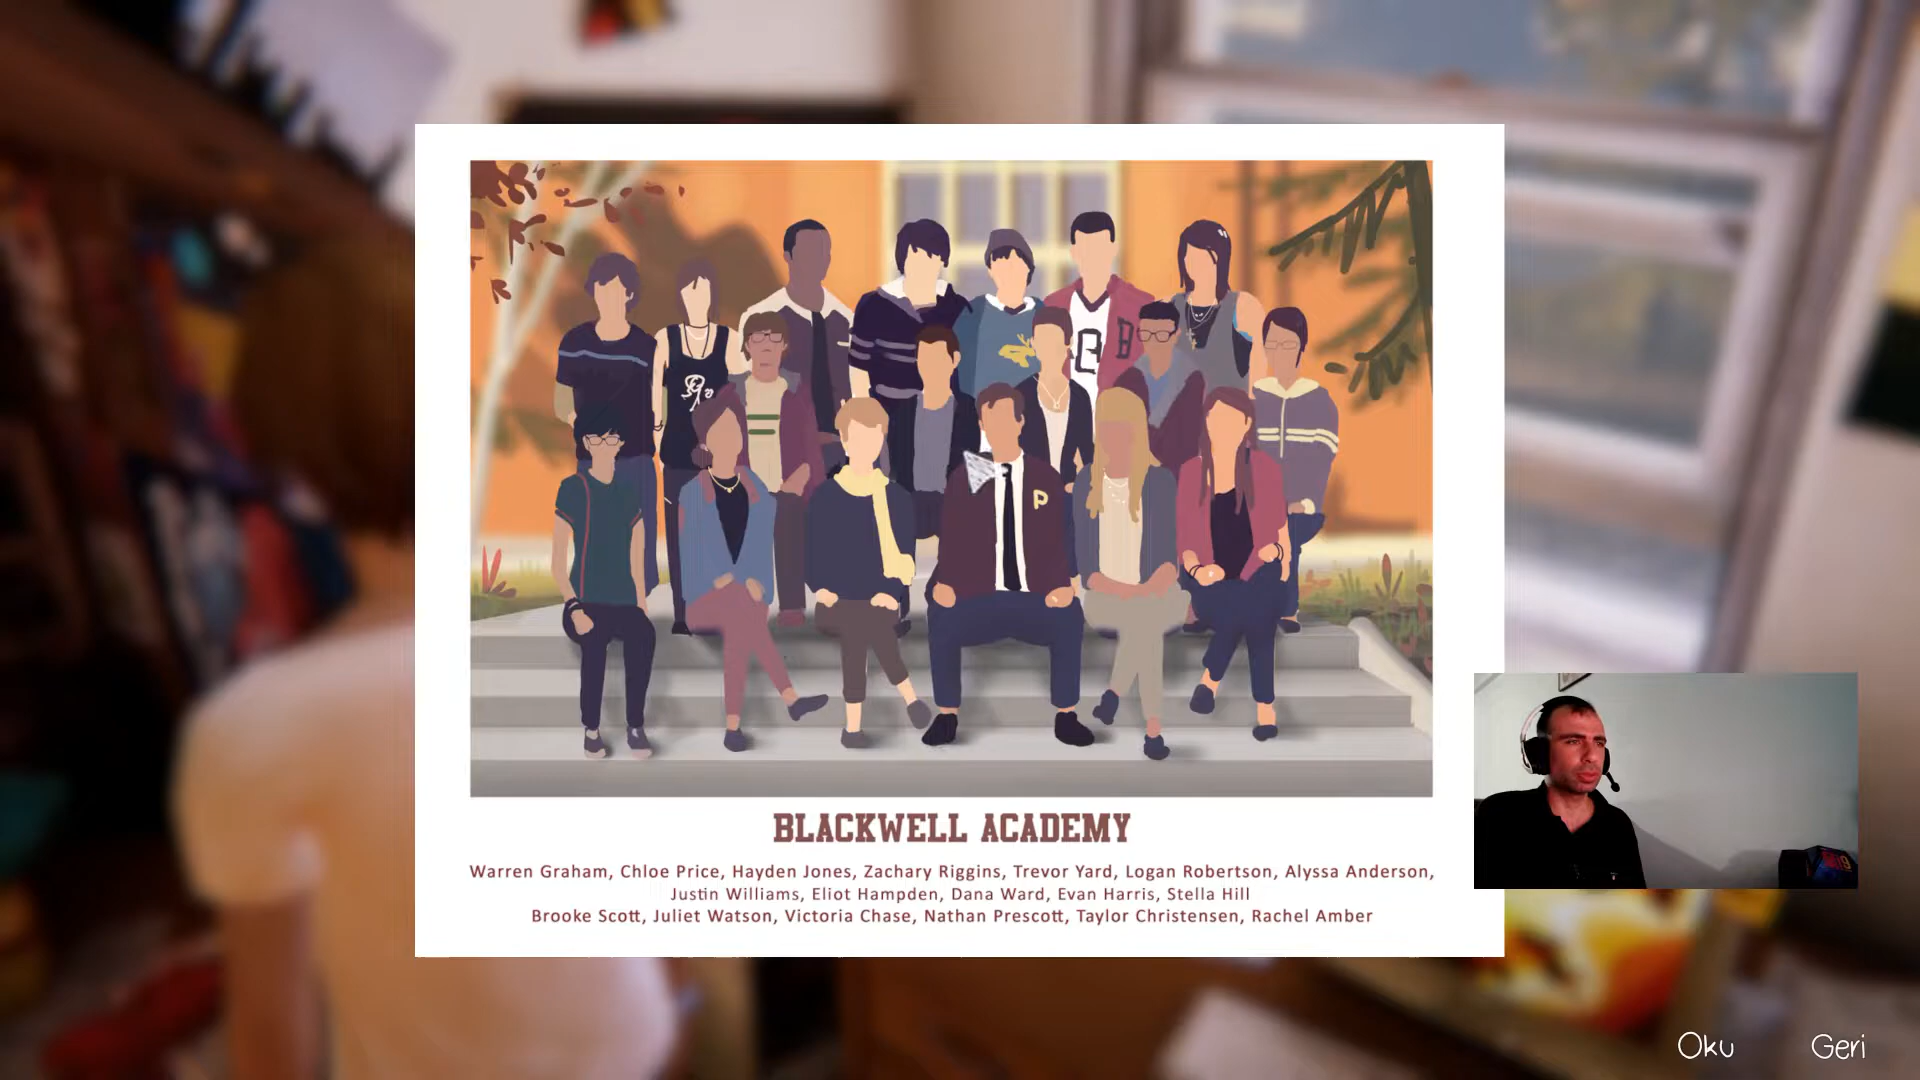 B
B
P
BLACKWELL ACADEMY
Warren Graham, Chloe Price, Hayden Jones, Zachary Riggins, Trevor Yard, Logan Robertson, Alyssa Anderson,
Justin Williams, Eliot Hampden, Dana Ward, Evan Harris, Stella Hill
Brooke Scott, Juliet Watson, Victoria Chase, Nathan Prescott, Taylor Christensen, Rachel Amber
Oku Geri